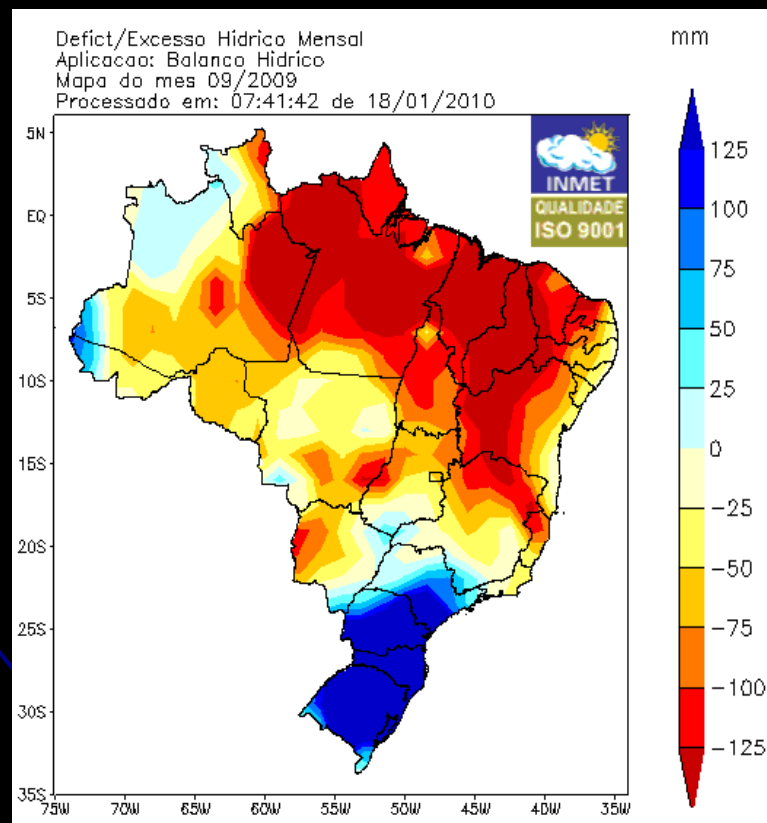 Defict/Excesso Hidrico Mensal
Aplicacao: Balanco Hidrico
Mapa do mes 09/2009
Processado em: 07:41:42 de 18/01/2010
mm
INMET
QUALIDADE
ISO 9001
125
100
75
50
25
0
−25
−50
−75
−100
−125
5N
EQ
5S
10S
15S
20S
25S
30S
35S
75W 70W 65W 60W 55W 50W 45W 40W 35W